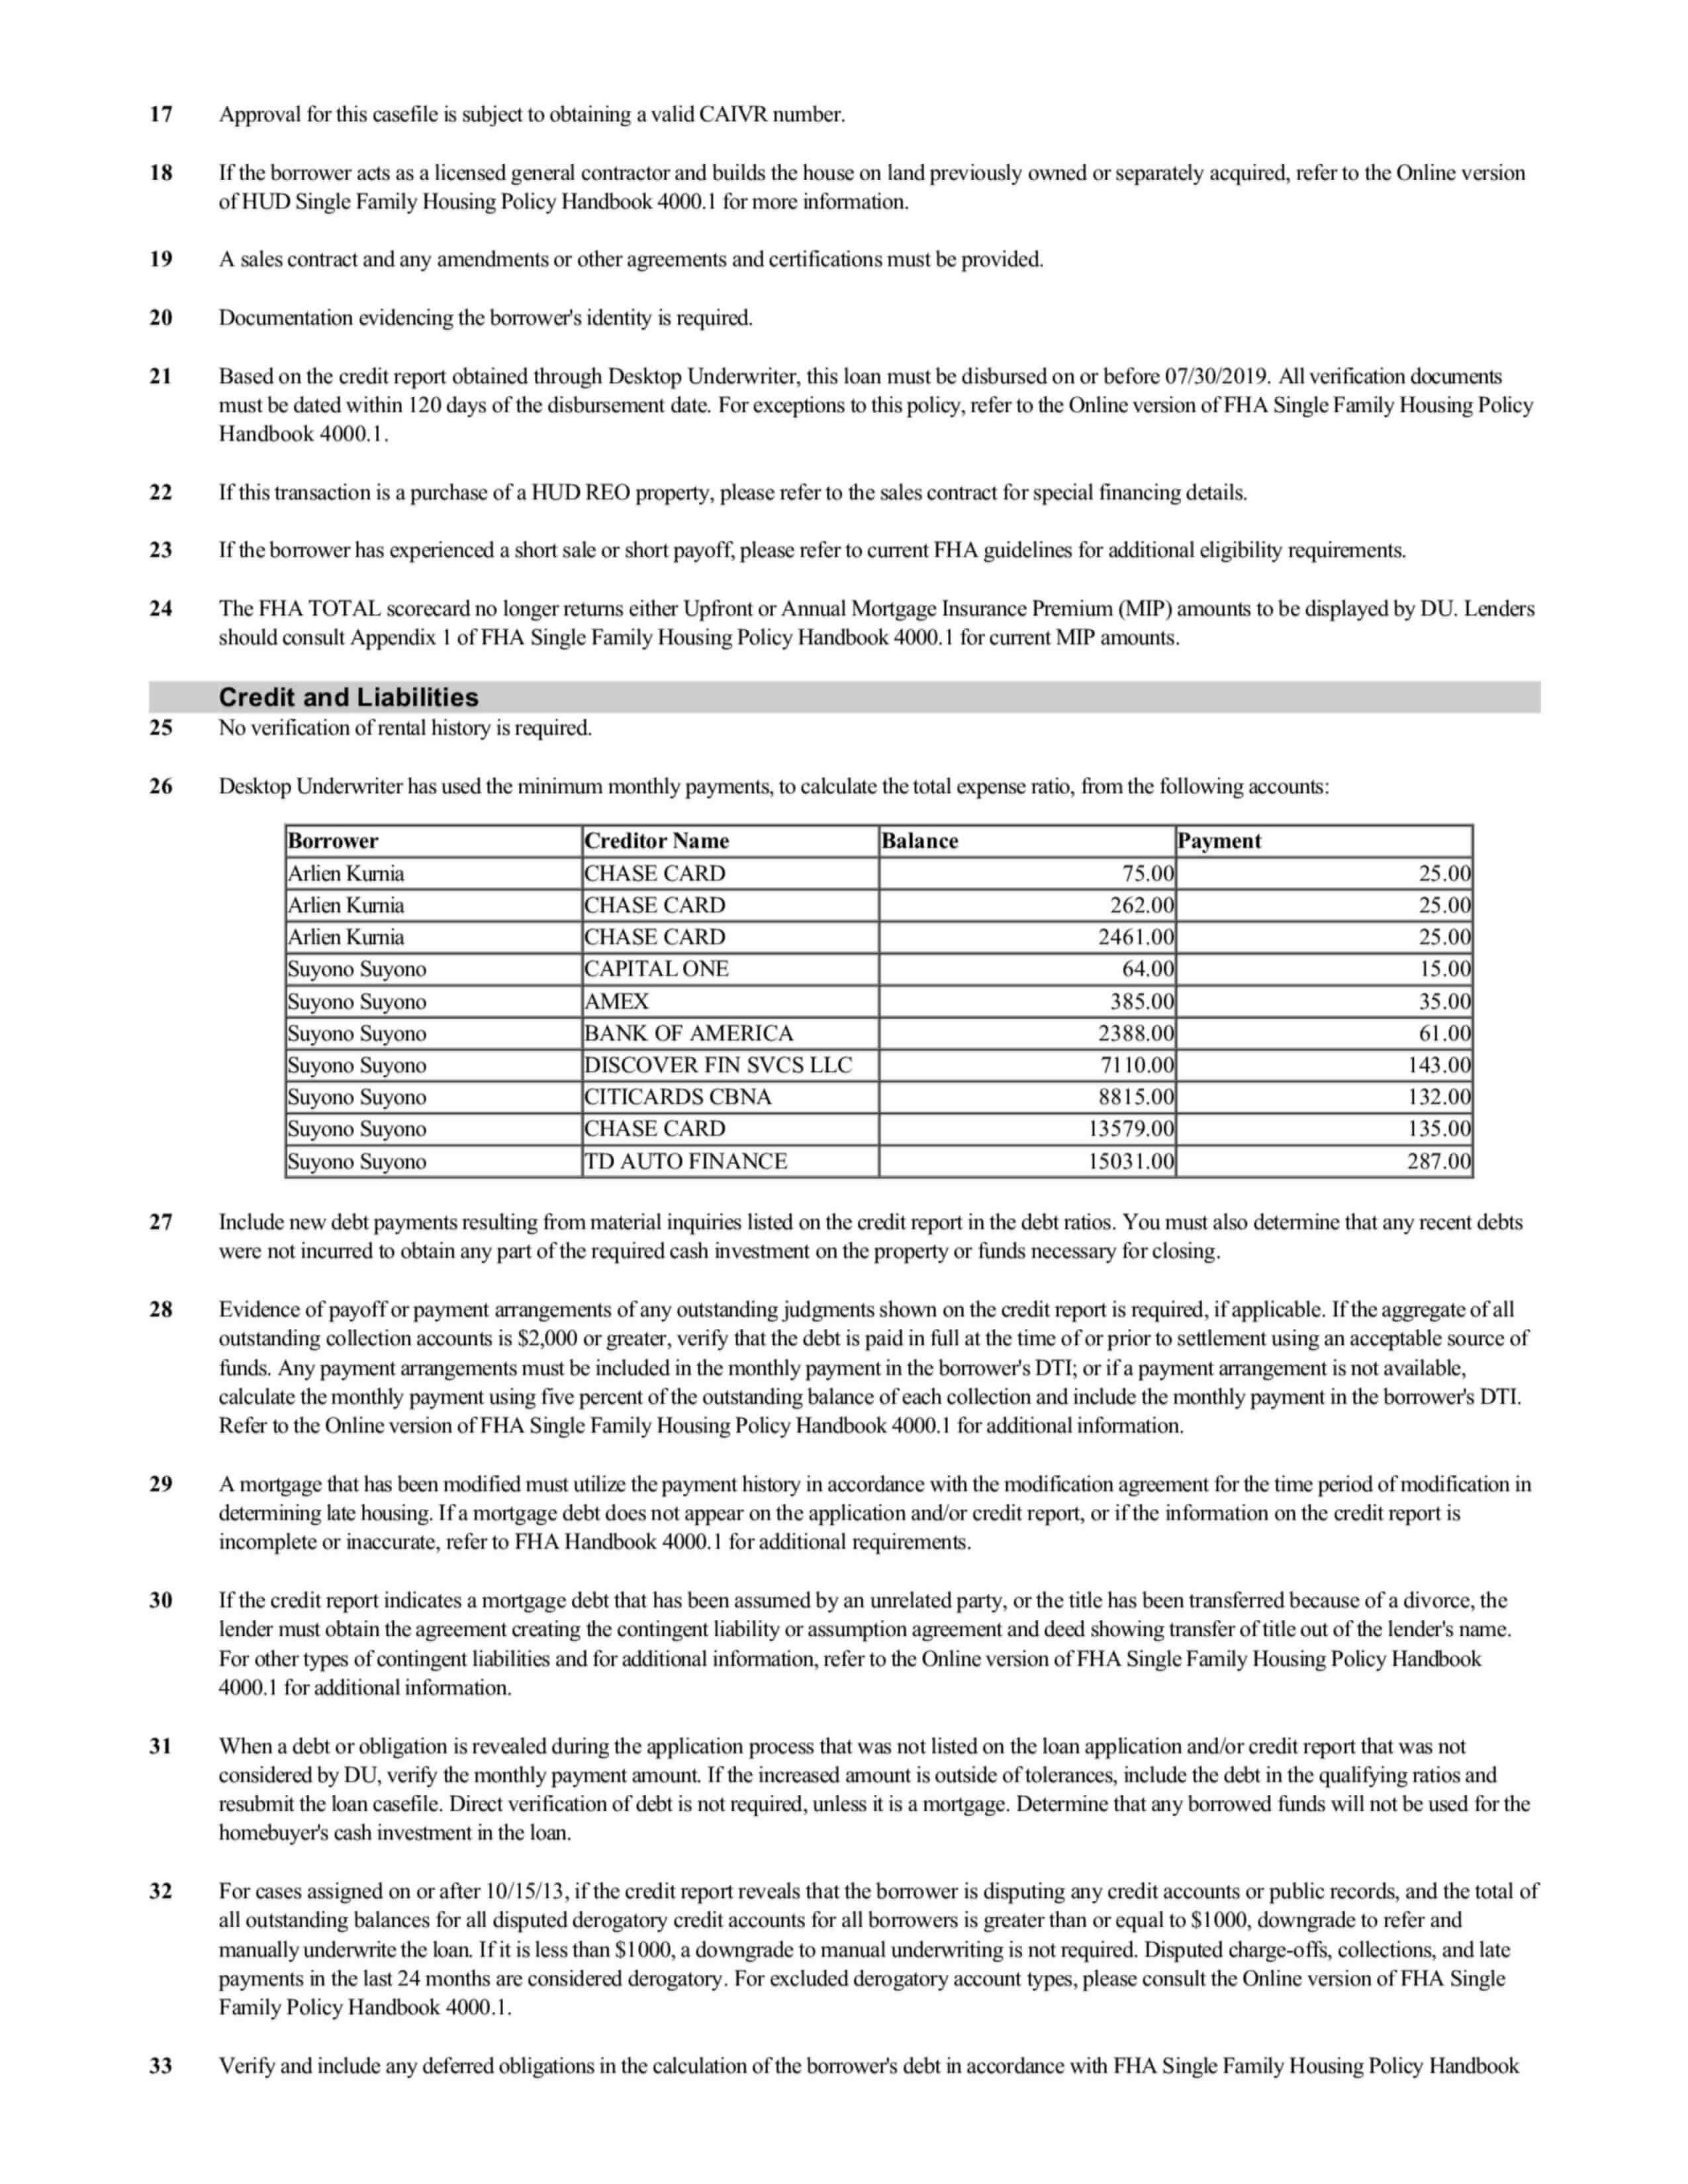 17 Approval for this casefile is subject to obtaining a valid CAIVR number.
18 If the borrower acts as a licensed general contractor and builds the house on land previously owned or separately acquired, refer to the Online version
of HUD Single Family Housing Policy Handbook 4000.1 for more information.
19 A sales contract and any amendments or other agreements and certifications must be provided.
20 Documentation evidencing the borrower's identity is required.
21 Based on the credit report obtained through Desktop Underwriter, this loan must be disbursed on or before 07/30/2019. All verification documents
must be dated within 120 days of the disbursement date. For exceptions to this policy, refer to the Online version of FHA Single Family Housing Policy
Handbook 4000.1.
22 If this transaction is a purchase of a HUD REO property, please refer to the sales contract for special financing details.
23 If the borrower has experienced a short sale or short payoff, please refer to current FHA guidelines for additional eligibility requirements.
24 The FHA TOTAL scorecard no longer returns either Upfront or Annual Mortgage Insurance Premium (MIP) amounts to be displayed by DU. Lenders
should consult Appendix 1 of FHA Single Family Housing Policy Handbook 4000.1 for current MIP amounts.
Credit and Liabilities
25 No verification of rental history is required.
26 Desktop Underwriter has used the minimum monthly payments, to calculate the total expense ratio, from the following accounts:
Borrower Creditor Name Balance Payment
Arlien Kurnia CHASE CARD 75.00 25.00
Arlien Kurnia CHASE CARD 262.00 25.00
Arlien Kurnia CHASE CARD 2461.00 25.00
Suyono Suyono CAPITAL ONE 64.00 15.00
Suyono Suyono AMEX 385.00 35.00
Suyono Suyono BANK OF AMERICA 2388.00 61.00
Suyono Suyono DISCOVER FIN SVCS LLC 7110.00 143.00
Suyono Suyono CITICARDS CBNA 8815.00 132.00
Suyono Suyono CHASE CARD 13579.00 135.00
Suyono Suyono TD AUTO FINANCE 15031.00 287.00
27 Include new debt payments resulting from material inquiries listed on the credit report in the debt ratios. You must also determine that any recent debts
were not incurred to obtain any part of the required cash investment on the property or funds necessary for closing.
28 Evidence of payoff or payment arrangements of any outstanding judgments shown on the credit report is required, if applicable. If the aggregate of all
outstanding collection accounts is $2,000 or greater, verify that the debt is paid in full at the time of or prior to settlement using an acceptable source of
funds. Any payment arrangements must be included in the monthly payment in the borrower's DTI; or if a payment arrangement is not available,
calculate the monthly payment using five percent of the outstanding balance of each collection and include the monthly payment in the borrower's DTI.
Refer to the Online version of FHA Single Family Housing Policy Handbook 4000.1 for additional information.
29 A mortgage that has been modified must utilize the payment history in accordance with the modification agreement for the time period of modification in
determining late housing. If a mortgage debt does not appear on the application and/or credit report, or if the information on the credit report is
incomplete or inaccurate, refer to FHA Handbook 4000.1 for additional requirements.
30 If the credit report indicates a mortgage debt that has been assumed by an unrelated party, or the title has been transferred because of a divorce, the
lender must obtain the agreement creating the contingent liability or assumption agreement and deed showing transfer of title out of the lender's name.
For other types of contingent liabilities and for additional information, refer to the Online version of FHA Single Family Housing Policy Handbook
4000.1 for additional information.
31 When a debt or obligation is revealed during the application process that was not listed on the loan application and/or credit report that was not
considered by DU, verify the monthly payment amount. If the increased amount is outside of tolerances, include the debt in the qualifying ratios and
resubmit the loan casefile. Direct verification of debt is not required, unless it is a mortgage. Determine that any borrowed funds will not be used for the
homebuyer's cash investment in the loan.
32 For cases assigned on or after 10/15/13, if the credit report reveals that the borrower is disputing any credit accounts or public records, and the total of
all outstanding balances for all disputed derogatory credit accounts for all borrowers is greater than or equal to $1000, downgrade to refer and
manually underwrite the loan. If it is less than $1000, a downgrade to manual underwriting is not required. Disputed charge-offs, collections, and late
payments in the last 24 months are considered derogatory. For excluded derogatory account types, please consult the Online version of FHA Single
Family Policy Handbook 4000.1.
33 Verify and include any deferred obligations in the calculation of the borrower's debt in accordance with FHA Single Family Housing Policy Handbook